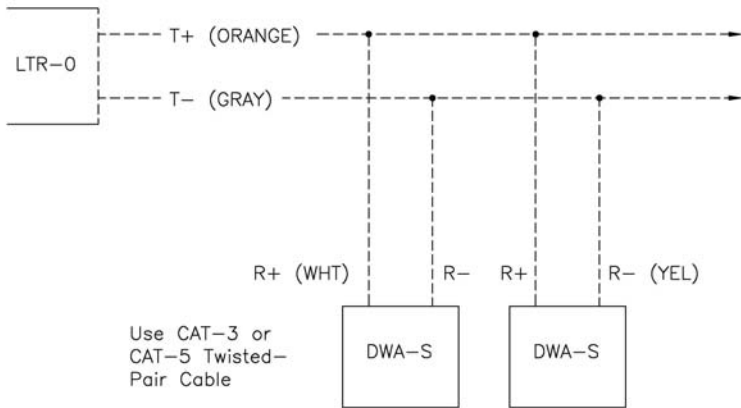 T+ (ORANGE)
LTR-0
T- (GRAY)
R+ (WHT)
R-
R+
R- (YEL)
Use CAT-3 or
CAT-5 Twisted-
Pair Cable
DWA-S
DWA-S